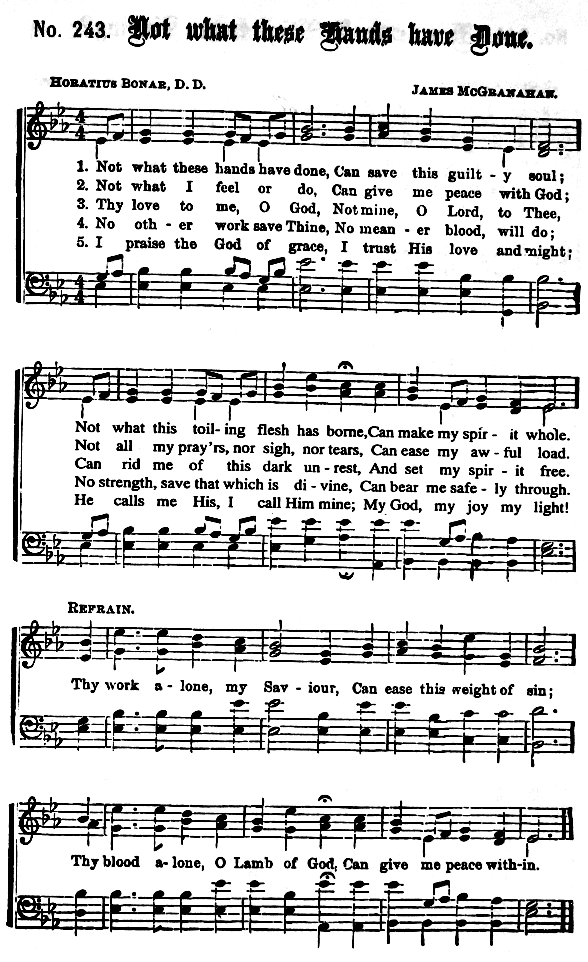 No. 243. Not what these Hands have Done.
HORATIUS BONAR, D. D.
JAMES MCGRANAHAN.
1. Not what these hands have done, Can save this guilt - y soul;
2. Not what I feel or do, Can give me peace with God;
3. Thy love to me, O God, Not mine, O Lord, to Thee,
4. No oth - er work save Thine, No mean - er blood, will do;
5. I praise the God of grace, I trust His love and might;
Not what this toil - ing flesh has borne, Can make my spir - it whole.
Not all my pray'rs, nor sigh, nor tears, Can ease my aw - ful load.
Can rid me of this dark un - rest, And set my spir - it free.
No strength, save that which is di - vine, Can bear me safe - ly through.
He calls me His, I call Him mine; My God, my joy my light!
REFRAIN.
Thy work a - lone, my Sav - iour, Can ease this weight of sin;
Thy blood a - lone, O Lamb of God, Can give me peace with-in.